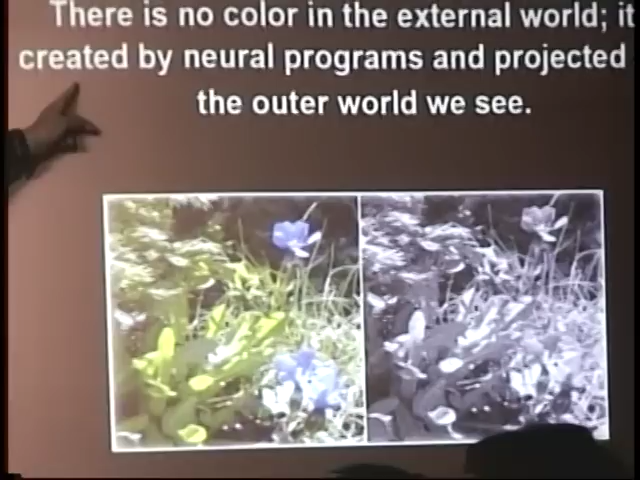 There is no color in the external world; it
created by neural programs and projected
the outer world we see.